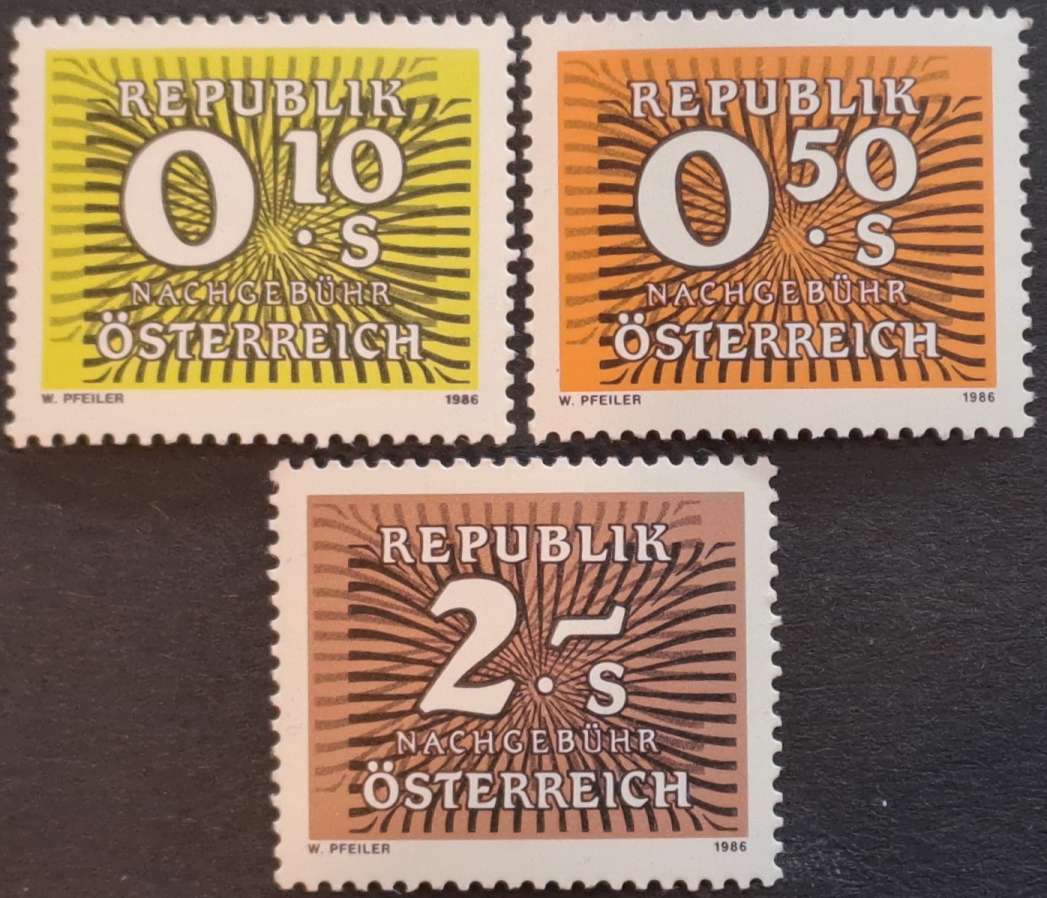 REPUBLIK
0.10
S
NACHGEBÜHR
ÖSTERREICH
W. PFEILER 1986
REPUBLIK
0.50
S
NACHGEBÜHR
ÖSTERREICH
W. PFEILER 1986
REPUBLIK
2.–
S
NACHGEBÜHR
ÖSTERREICH
W. PFEILER 1986